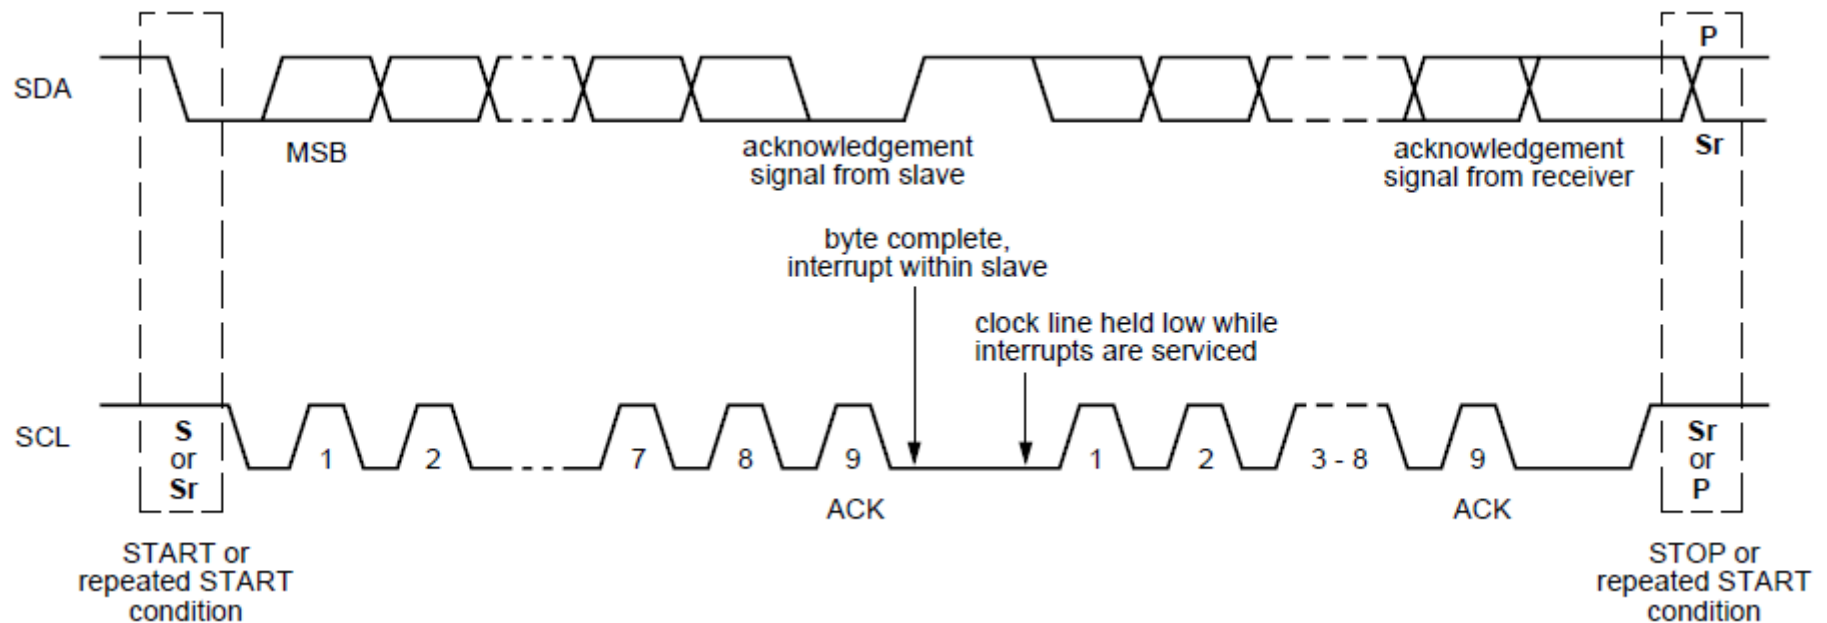 P
SDA
MSB
acknowledgement
signal from slave
acknowledgement
signal from receiver
Sr
byte complete,
interrupt within slave
clock line held low while
interrupts are serviced
SCL
S
or
Sr
1
2
7
8
9
1
2
3 - 8
9
Sr
or
P
ACK
ACK
START or
repeated START
condition
STOP or
repeated START
condition